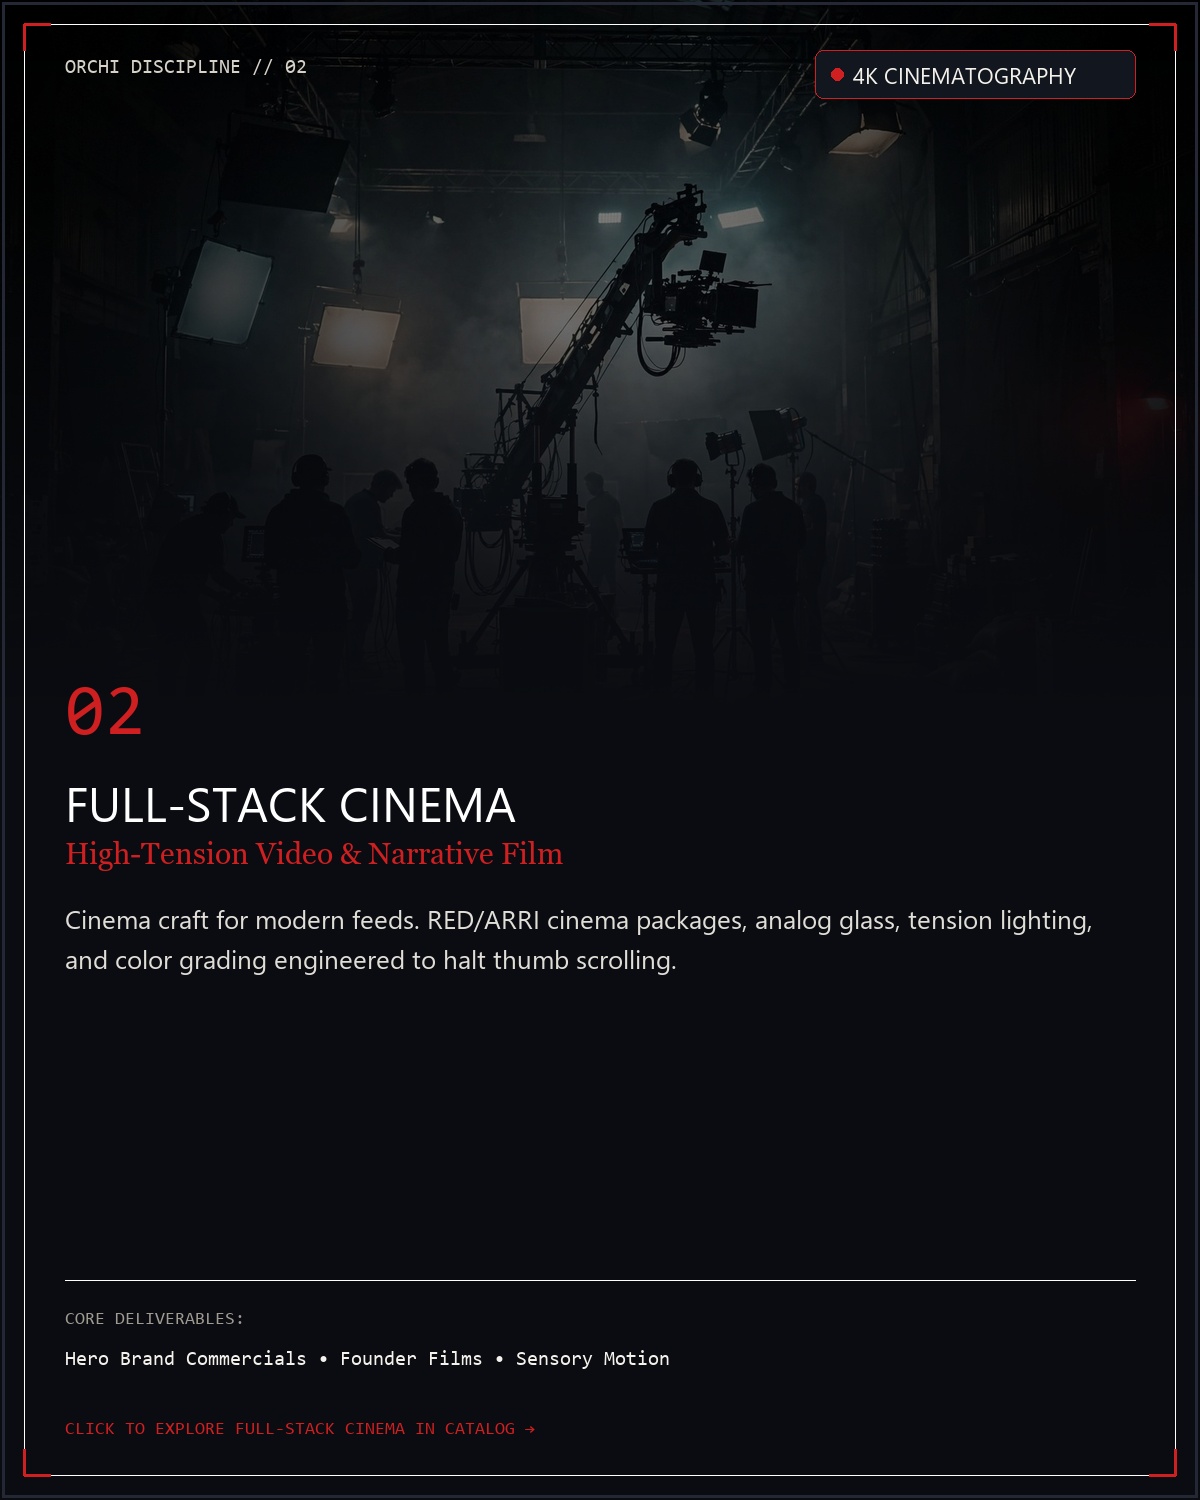 ORCHI DISCIPLINE // 02
4K CINEMATOGRAPHY
02
FULL-STACK CINEMA
High-Tension Video & Narrative Film
Cinema craft for modern feeds. RED/ARRI cinema packages, analog glass, tension lighting,
and color grading engineered to halt thumb scrolling.
CORE DELIVERABLES:
Hero Brand Commercials • Founder Films • Sensory Motion
CLICK TO EXPLORE FULL-STACK CINEMA IN CATALOG →